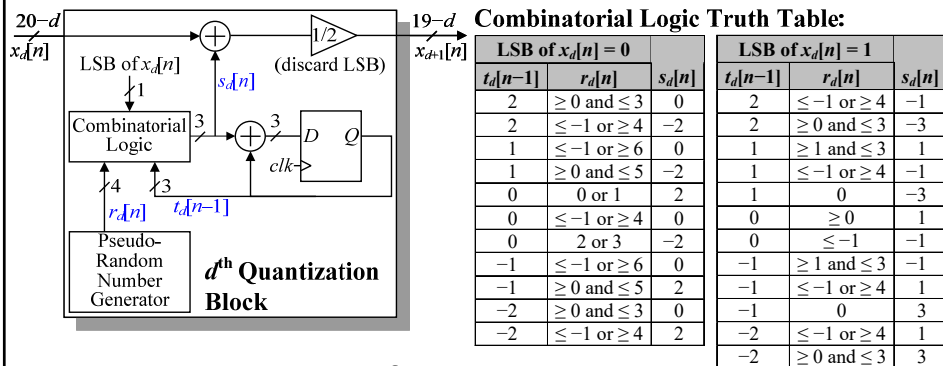 20−d
x_d[n]
1/2
(discard LSB)
19−d
x_{d+1}[n]
LSB of x_d[n]
1
s_d[n]
Combinatorial
Logic
3
3
D Q
clk
4
3
r_d[n]
t_d[n−1]
Pseudo-
Random
Number
Generator
d^th Quantization
Block
Combinatorial Logic Truth Table:
LSB of x_d[n] = 0
t_d[n−1] r_d[n] s_d[n]
2 ≥ 0 and ≤ 3 0
2 ≤ −1 or ≥ 4 −2
1 ≤ −1 or ≥ 6 0
1 ≥ 0 and ≤ 5 −2
0 0 or 1 2
0 ≤ −1 or ≥ 4 0
0 2 or 3 −2
−1 ≤ −1 or ≥ 6 0
−1 ≥ 0 and ≤ 5 2
−2 ≥ 0 and ≤ 3 0
−2 ≤ −1 or ≥ 4 2
LSB of x_d[n] = 1
t_d[n−1] r_d[n] s_d[n]
2 ≤ −1 or ≥ 4 −1
2 ≥ 0 and ≤ 3 −3
1 ≥ 1 and ≤ 3 1
1 ≤ −1 or ≥ 4 −1
1 0 −3
0 ≥ 0 1
0 ≤ −1 −1
−1 ≥ 1 and ≤ 3 −1
−1 ≤ −1 or ≥ 4 1
−1 0 3
−2 ≤ −1 or ≥ 4 1
−2 ≥ 0 and ≤ 3 3